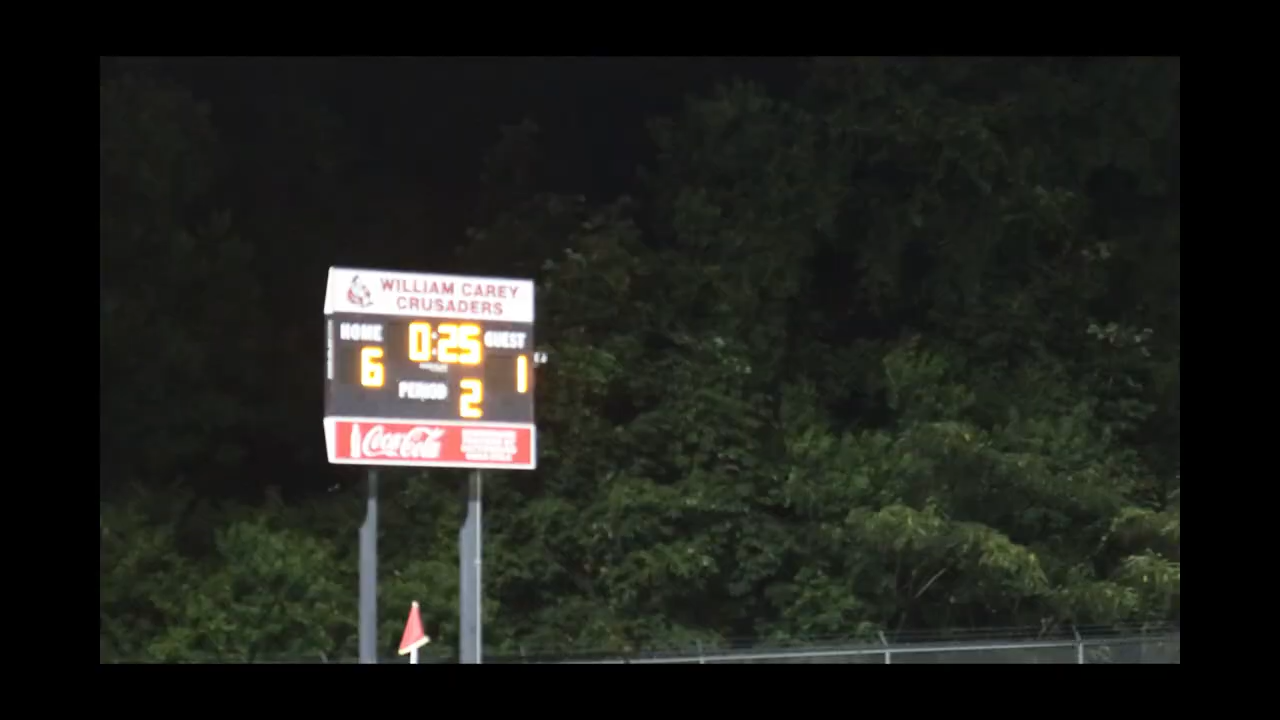 WILLIAM CAREY
CRUSADERS
HOME 0:25 GUEST
6 1
PERIOD 2
Coca-Cola